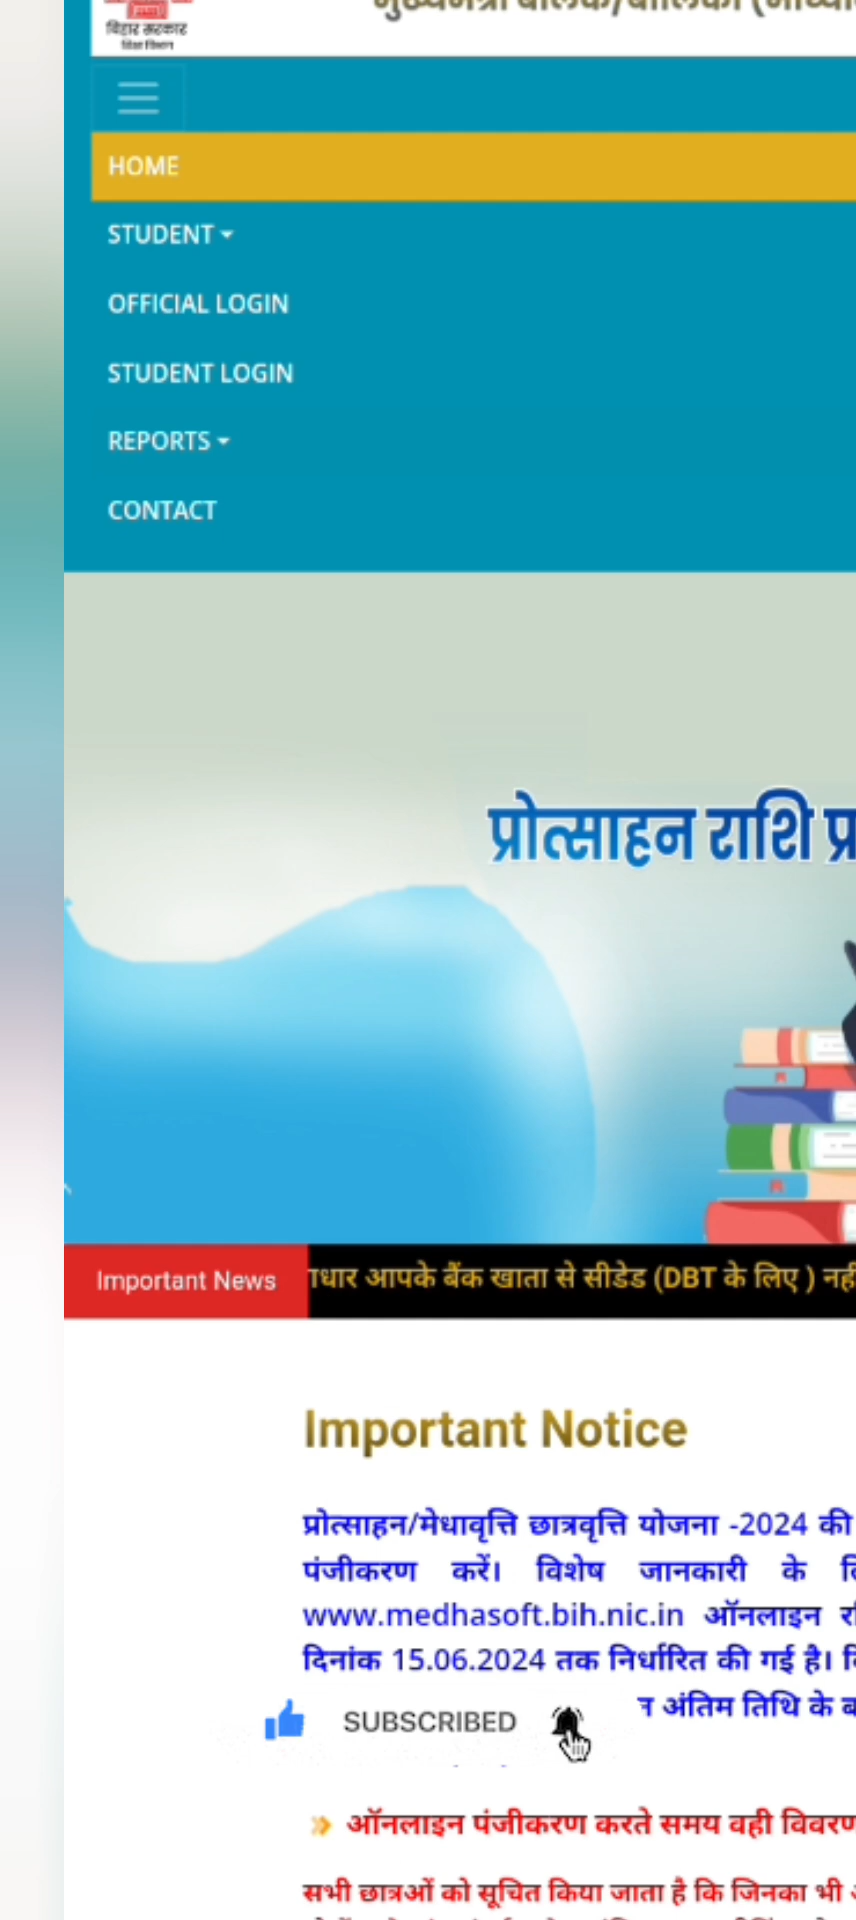 बिहार सरकार
शिक्षा विभाग
मुख्यमंत्री बालक/बालिका
HOME
STUDENT
OFFICIAL LOGIN
STUDENT LOGIN
REPORTS
CONTACT
प्रोत्साहन राशि
Important News
आपके बैंक खाता से सीडेड (DBT के लिए )
Important Notice
प्रोत्साहन/मेधावृत्ति छात्रवृत्ति योजना -2024 की
पंजीकरण करें। विशेष जानकारी के
www.medhasoft.bih.nic.in ऑनलाइन
दिनांक 15.06.2024 तक निर्धारित की गई है।
अंतिम तिथि के
SUBSCRIBED
» ऑनलाइन पंजीकरण करते समय वही विवरण
सभी छात्रओं को सूचित किया जाता है कि जिनका भी